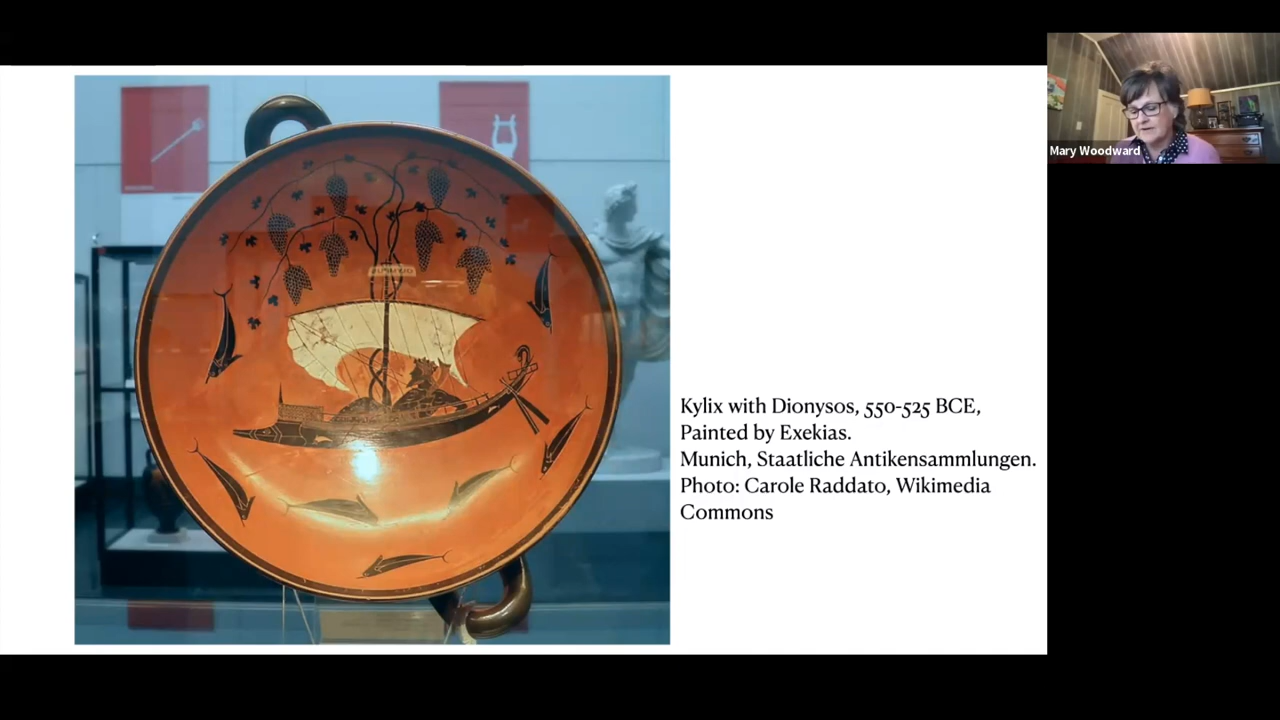 Kylix with Dionysos, 550-525 BCE,
Painted by Exekias.
Munich, Staatliche Antikensammlungen.
Photo: Carole Raddato, Wikimedia
Commons
Mary Woodward